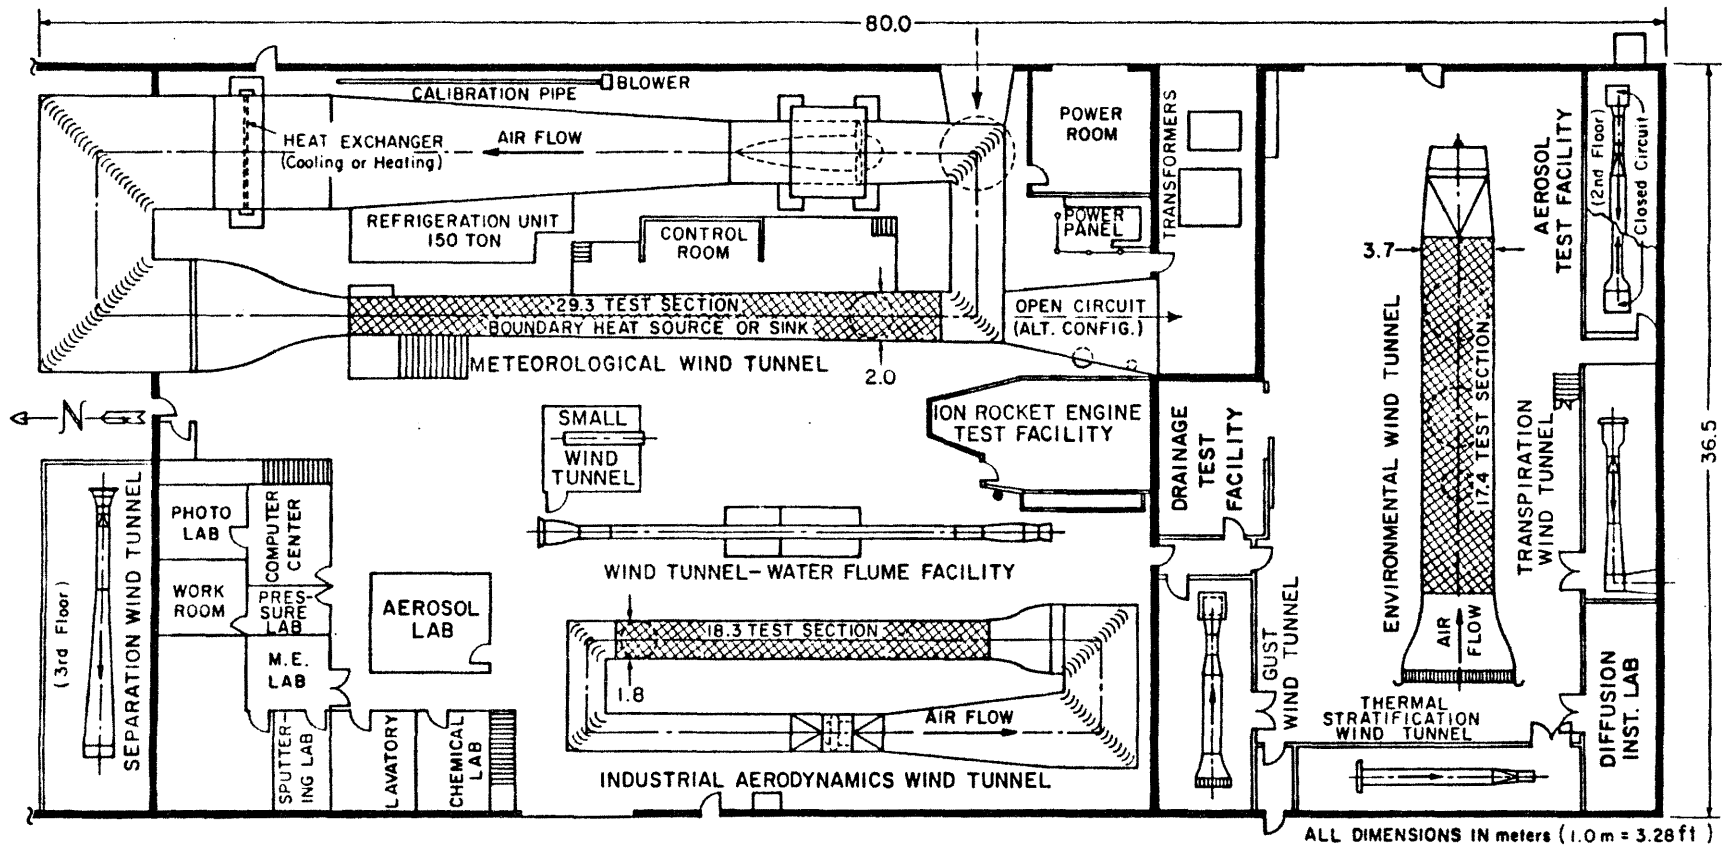 80.0
BLOWER
CALIBRATION PIPE
HEAT EXCHANGER
(Cooling or Heating)
AIR FLOW
POWER
ROOM
TRANSFORMERS
AEROSOL
TEST FACILITY
(2nd Floor)
Closed Circuit
REFRIGERATION UNIT
150 TON
CONTROL
ROOM
POWER
PANEL
3.7
29.3 TEST SECTION
BOUNDARY HEAT SOURCE OR SINK
OPEN CIRCUIT
(ALT. CONFIG.)
METEOROLOGICAL WIND TUNNEL
2.0
ENVIRONMENTAL WIND TUNNEL
17.4 TEST SECTION
AIR
FLOW
N
SMALL
WIND
TUNNEL
ION ROCKET ENGINE
TEST FACILITY
DRAINAGE
TEST
FACILITY
TRANSPIRATION
WIND TUNNEL
36.5
(3rd Floor)
SEPARATION WIND TUNNEL
PHOTO
LAB
COMPUTER
CENTER
WORK
ROOM
PRES-
SURE
LAB
M.E.
LAB
AEROSOL
LAB
WIND TUNNEL-WATER FLUME FACILITY
18.3 TEST SECTION
1.8
AIR FLOW
INDUSTRIAL AERODYNAMICS WIND TUNNEL
GUST
WIND TUNNEL
THERMAL
STRATIFICATION
WIND TUNNEL
DIFFUSION
INST. LAB
SPUTTER-
ING LAB
LAVATORY
CHEMICAL
LAB
ALL DIMENSIONS IN meters (1.0m = 3.28ft)